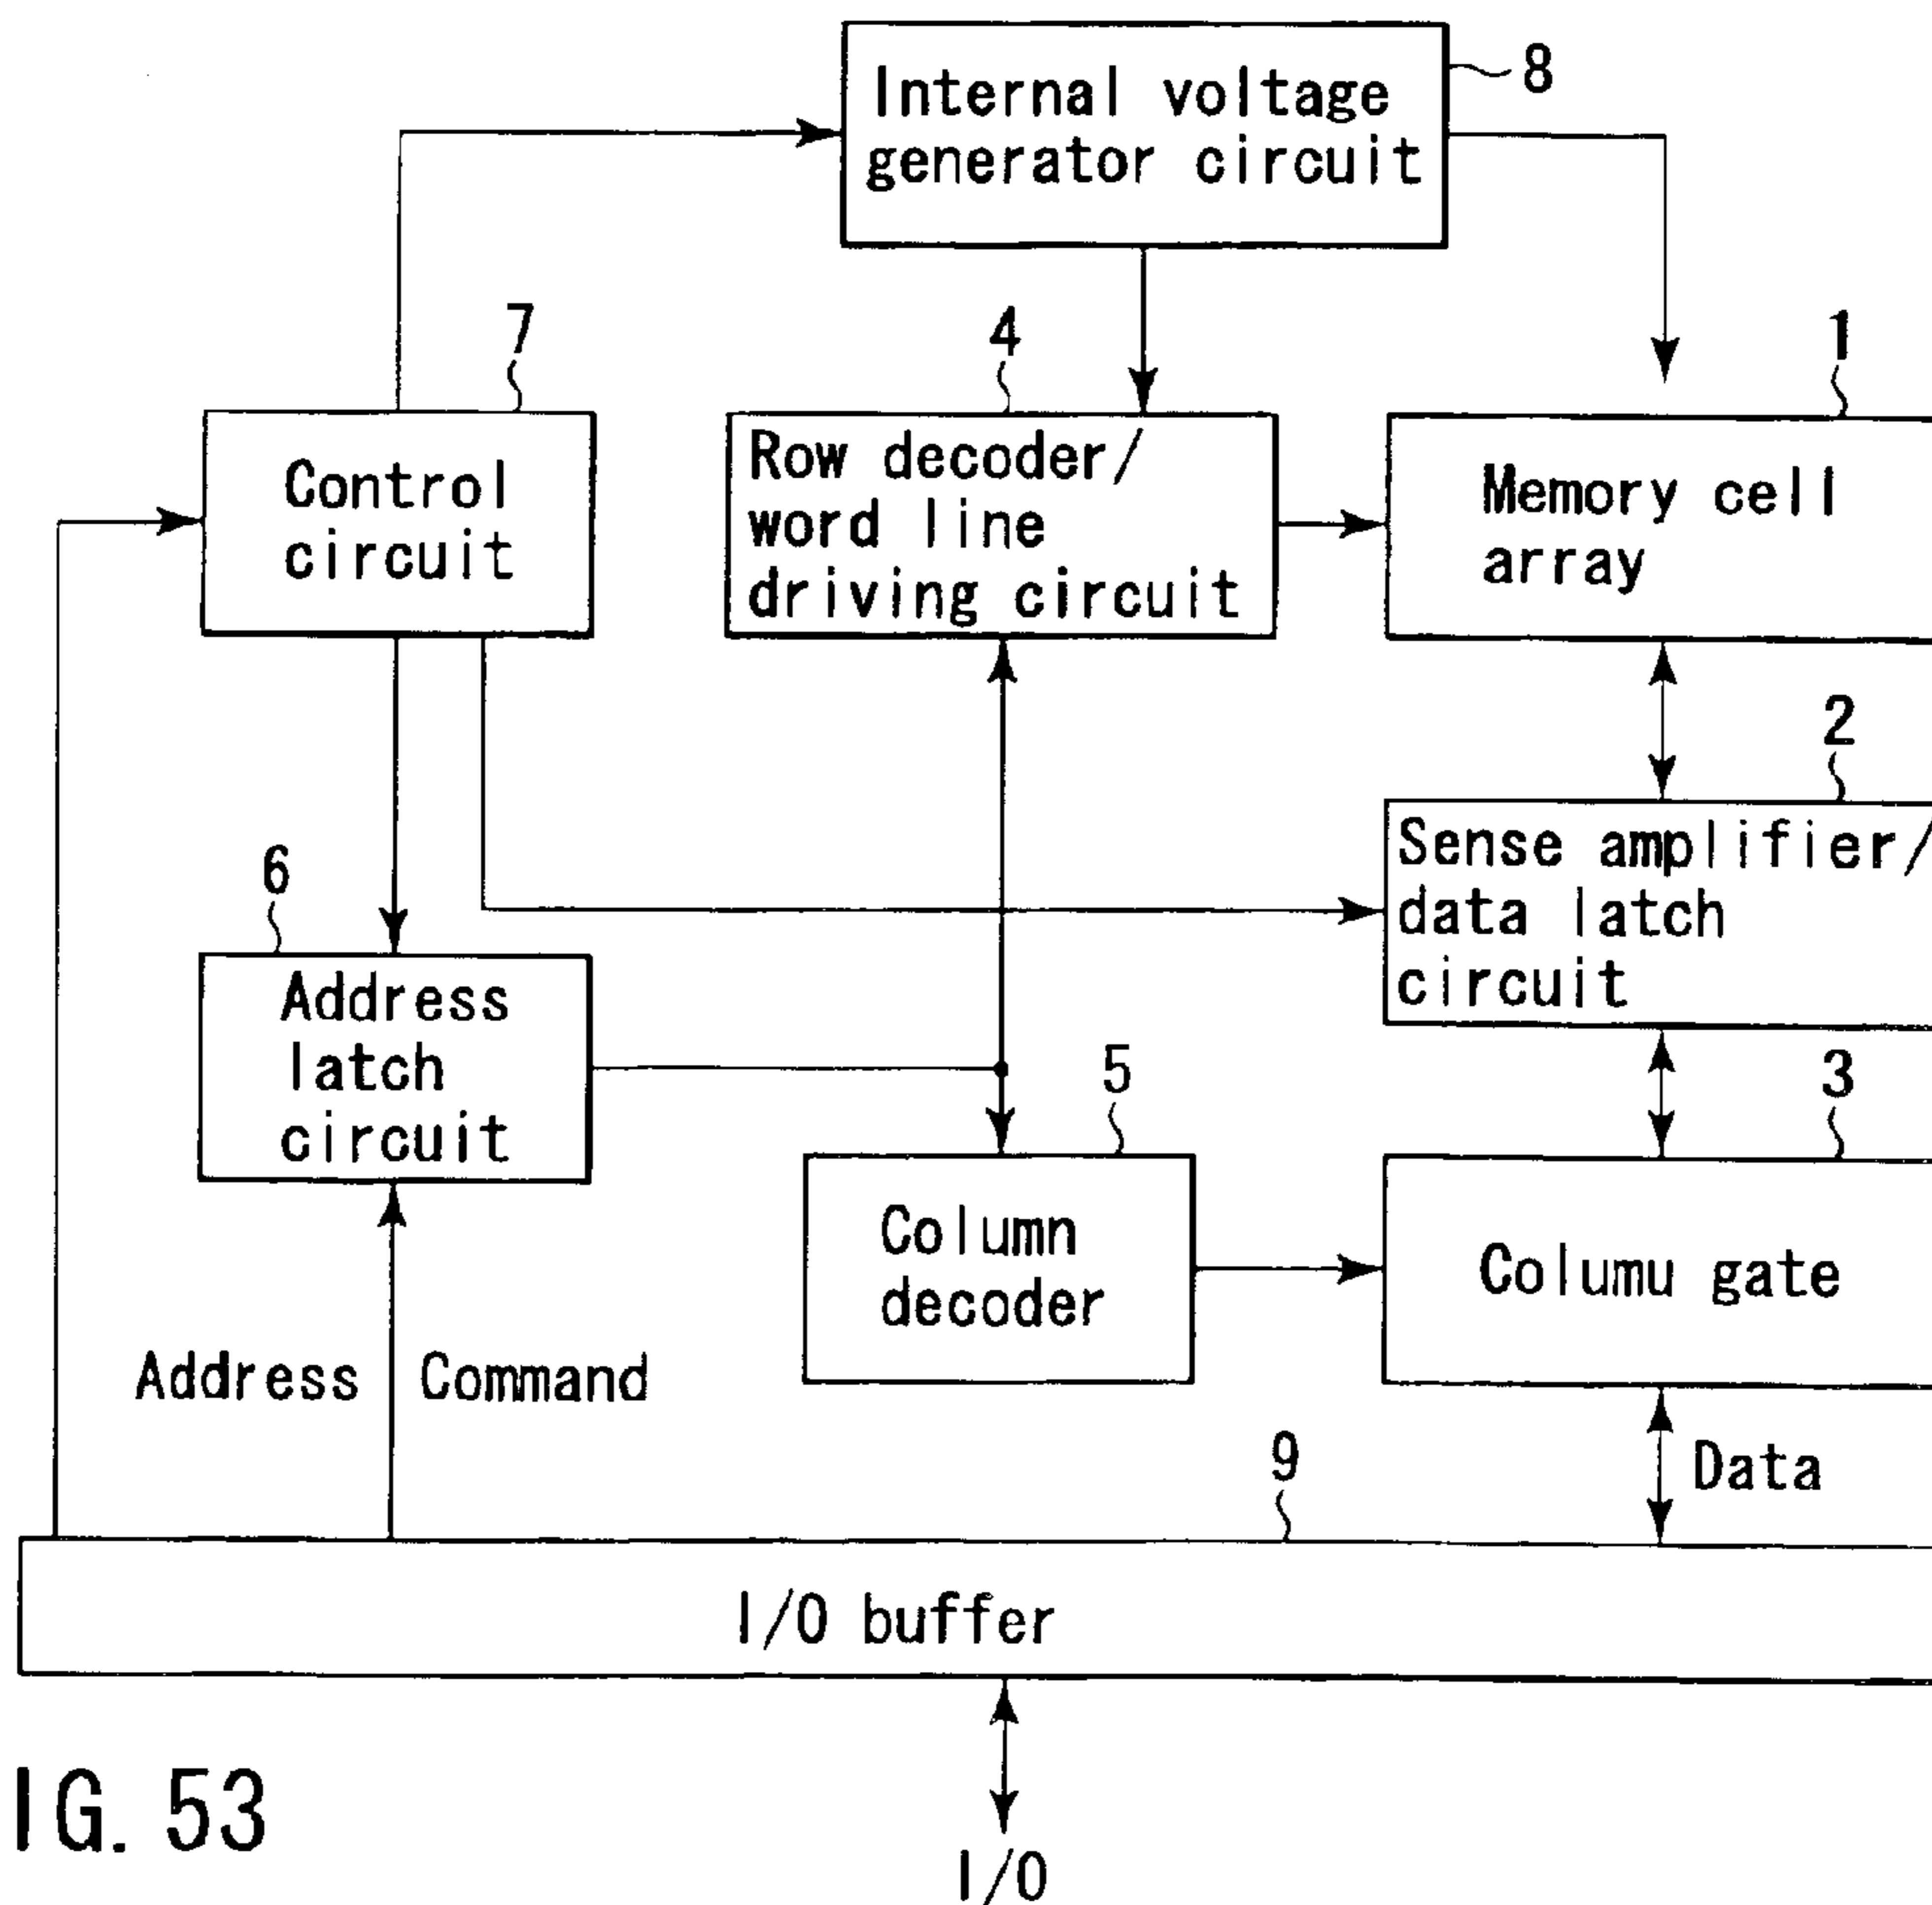 Internal voltage
generator circuit
8
7
4
1
Control
circuit
Row decoder/
word line
driving circuit
Memory cell
array
2
6
Sense amplifier/
data latch
circuit
Address
latch
circuit
5
3
Column
decoder
Columu gate
Address
Command
9
Data
I/O buffer
IG. 53
I/O